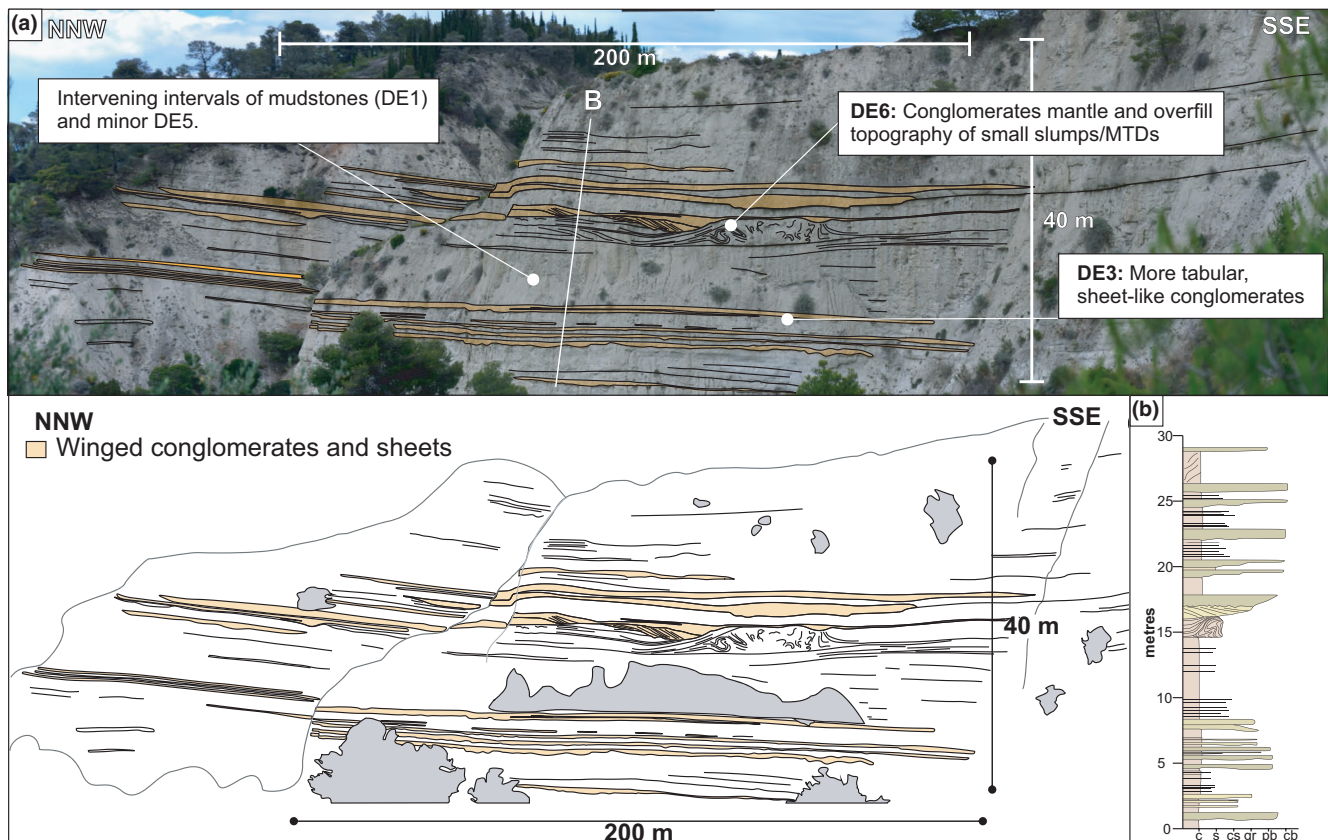 (a)
NNW
SSE
200 m
Intervening intervals of mudstones (DE1)
and minor DE5.
B
DE6: Conglomerates mantle and overfill
topography of small slumps/MTDs
40 m
DE3: More tabular,
sheet-like conglomerates
NNW
Winged conglomerates and sheets
SSE
40 m
200 m
(b)
30
25
20
15
10
5
0
metres
c s cs gr pb cb